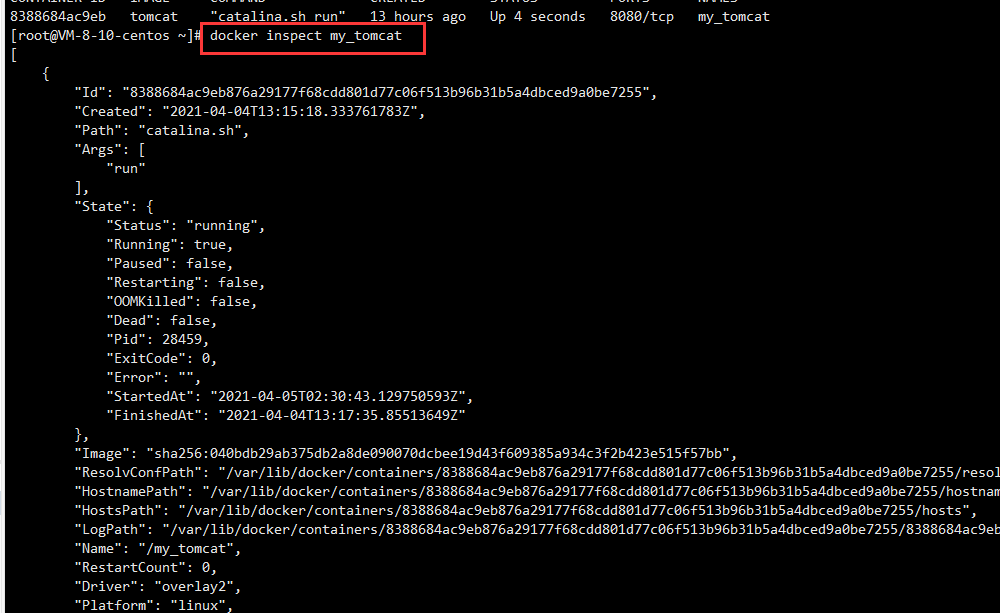 8388684ac9eb   tomcat    "catalina.sh run"   13 hours ago   Up 4 seconds   8080/tcp   my_tomcat
[root@VM-8-10-centos ~]# docker inspect my_tomcat
[
    {
        "Id": "8388684ac9eb876a29177f68cdd801d77c06f513b96b31b5a4dbced9a0be7255",
        "Created": "2021-04-04T13:15:18.333761783Z",
        "Path": "catalina.sh",
        "Args": [
            "run"
        ],
        "State": {
            "Status": "running",
            "Running": true,
            "Paused": false,
            "Restarting": false,
            "OOMKilled": false,
            "Dead": false,
            "Pid": 28459,
            "ExitCode": 0,
            "Error": "",
            "StartedAt": "2021-04-05T02:30:43.129750593Z",
            "FinishedAt": "2021-04-04T13:17:35.85513649Z"
        },
        "Image": "sha256:040bdb29ab375db2a8de090070dcbee19d43f609385a934c3f2b423e515f57bb",
        "ResolvConfPath": "/var/lib/docker/containers/8388684ac9eb876a29177f68cdd801d77c06f513b96b31b5a4dbced9a0be7255/resol
        "HostnamePath": "/var/lib/docker/containers/8388684ac9eb876a29177f68cdd801d77c06f513b96b31b5a4dbced9a0be7255/hostnam
        "HostsPath": "/var/lib/docker/containers/8388684ac9eb876a29177f68cdd801d77c06f513b96b31b5a4dbced9a0be7255/hosts",
        "LogPath": "/var/lib/docker/containers/8388684ac9eb876a29177f68cdd801d77c06f513b96b31b5a4dbced9a0be7255/8388684ac9eb
        "Name": "/my_tomcat",
        "RestartCount": 0,
        "Driver": "overlay2",
        "Platform": "linux",